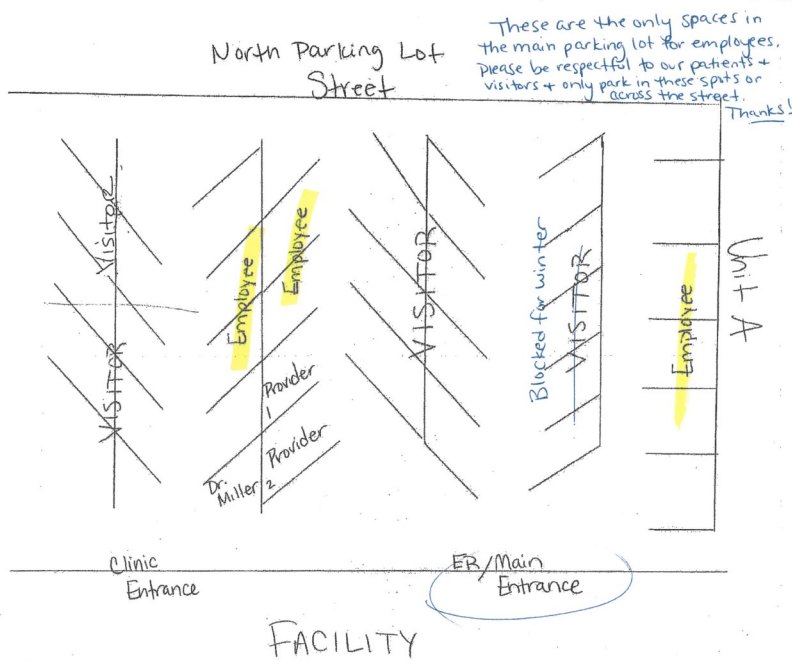 North Parking Lot
Street
These are the only spaces in
the main parking lot for employees.
Please be respectful to our patients +
visitors + only park in these spots or
across the street.
Thanks!
Visitor
VISITOR
Employee
Employee
Provider
1
Provider
2
Dr.
Miller
VISITOR
Blocked for winter
VISITOR
Employee
Unit A
Clinic
Entrance
ER/Main
Entrance
FACILITY